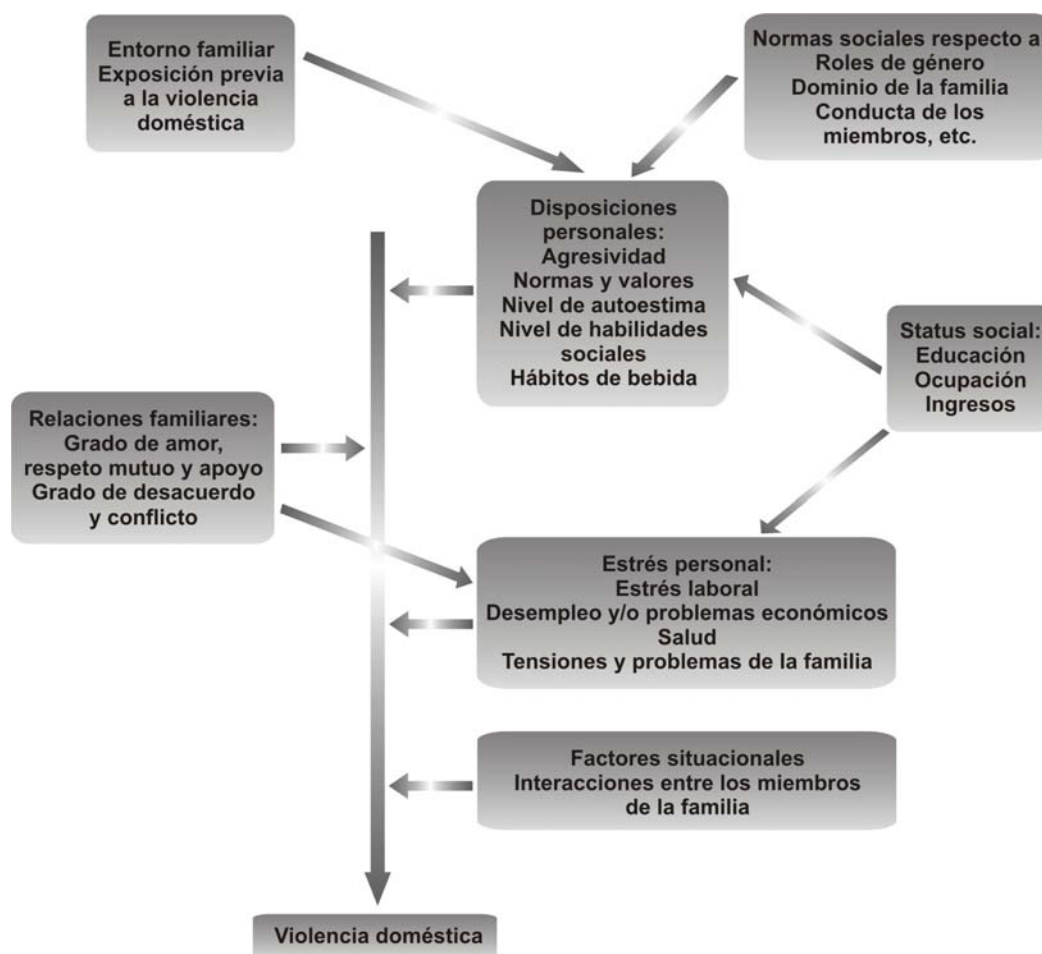 Entorno familiar
Exposición previa
a la violencia
doméstica
Normas sociales respecto a
Roles de género
Dominio de la familia
Conducta de los
miembros, etc.
Disposiciones
personales:
Agresividad
Normas y valores
Nivel de autoestima
Nivel de habilidades
sociales
Hábitos de bebida
Status social:
Educación
Ocupación
Ingresos
Relaciones familiares:
Grado de amor,
respeto mutuo y apoyo
Grado de desacuerdo
y conflicto
Estrés personal:
Estrés laboral
Desempleo y/o problemas económicos
Salud
Tensiones y problemas de la familia
Factores situacionales
Interacciones entre los miembros
de la familia
Violencia doméstica